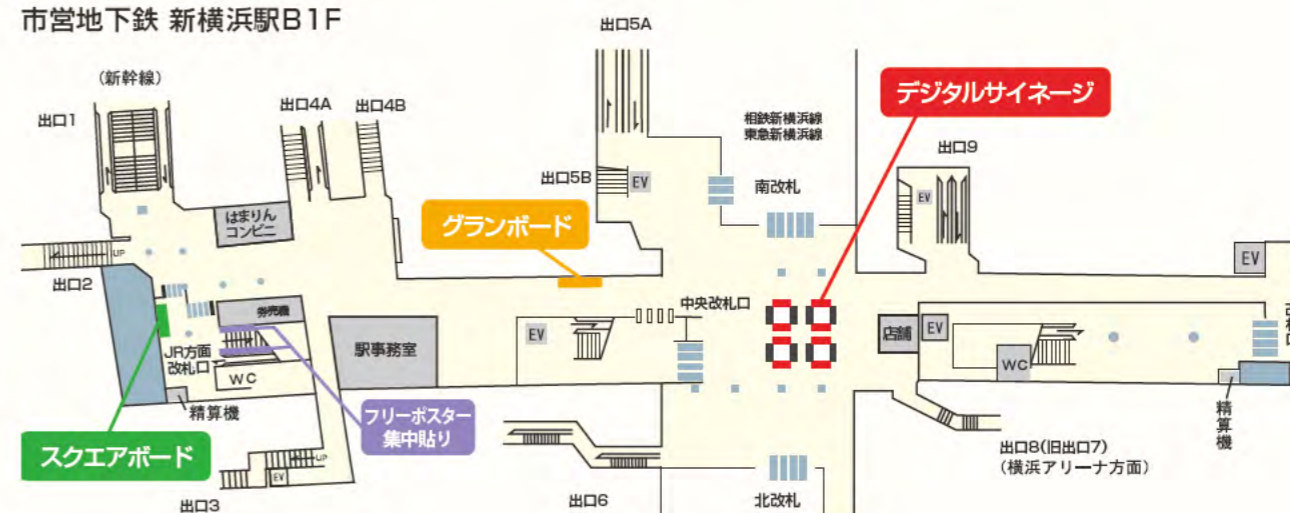 市営地下鉄 新横浜駅B1F
出口5A
(新幹線)
出口1
出口4A
出口4B
デジタルサイネージ
相鉄新横浜線
東急新横浜線
出口9
出口5B
EV
南改札
EV
はまりん
コンビニ
グランボード
UP
出口2
EV
券売機
中央改札口
駅事務室
EV
店舗
EV
JR方面
改札口
WC
WC
精算機
フリーポスター
集中貼り
精算機
スクエアボード
UP
EV
出口8(旧出口7)
(横浜アリーナ方面)
出口3
出口6
北改札